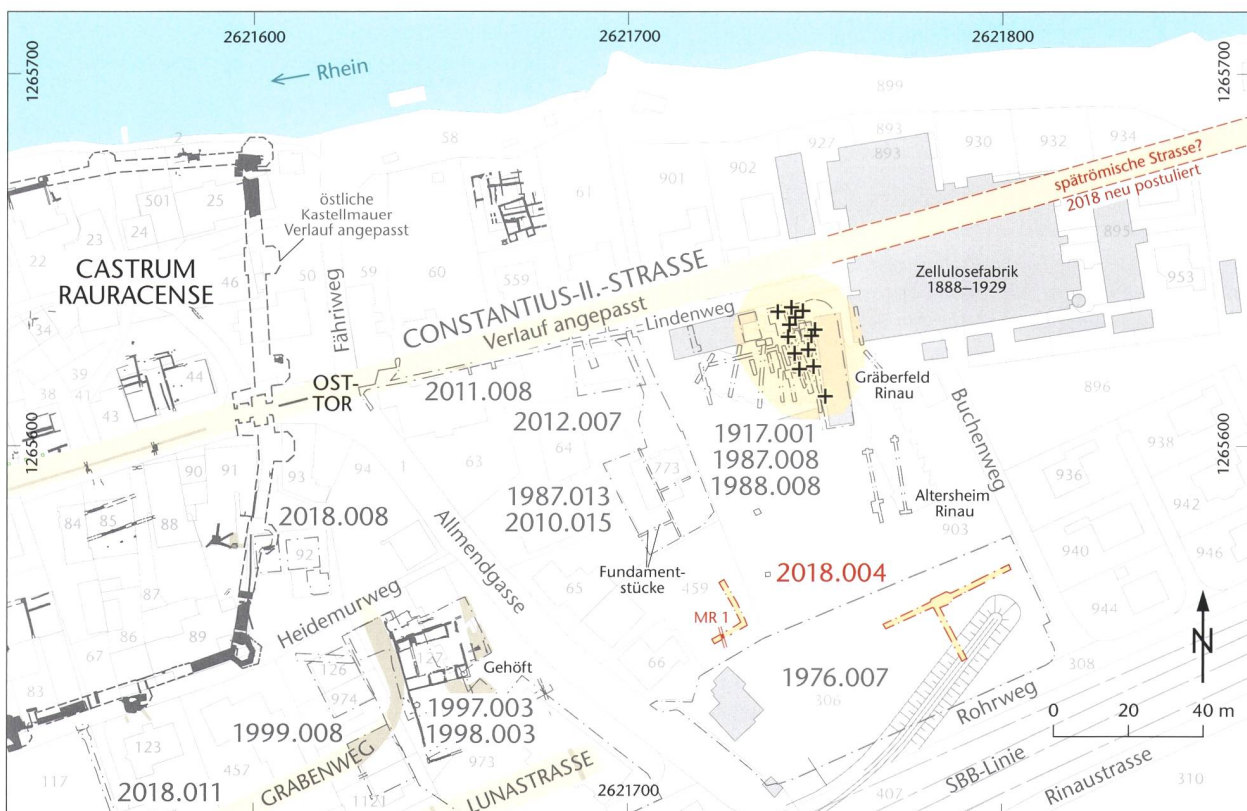 2621600
2621700
2621800
1265700
1265700
Rhein
899
2
58
927
893
893
930
932
934
902
901
61
501
25
24
23
22
östliche
Kastellmauer
Verlauf angepasst
spätrömische Strasse?
2018 neu postuliert
895
953
CASTRUM
RAURACENSE
46
50
59
60
559
Fährweg
CONSTANTIUS-II.-STRASSE
Verlauf angepasst
Lindenweg
Zellulosefabrik
1888–1929
34
39
41
38
43
44
OST-
TOR
2011.008
2012.007
Gräberfeld
Rinau
896
Buchenweg
1265600
1265600
1917.001
1987.008
1988.008
90
91
93
94
1
63
64
773
938
936
942
Altersheim
Rinau
903
84
85
88
2018.008
1987.013
2010.015
92
940
946
944
Allmendgasse
Fundament-
stücke
65
459
2018.004
MR 1
87
86
89
67
83
Heidemurweg
126
127
974
Gehöft
66
1976.007
306
308
Rohrweg
N
0
20
40 m
1997.003
1998.003
1999.008
123
457
973
117
2018.011
GRABENWEG
1121
LUNASTRASSE
2621700
407
SBB-Linie
Rinaustrasse
310